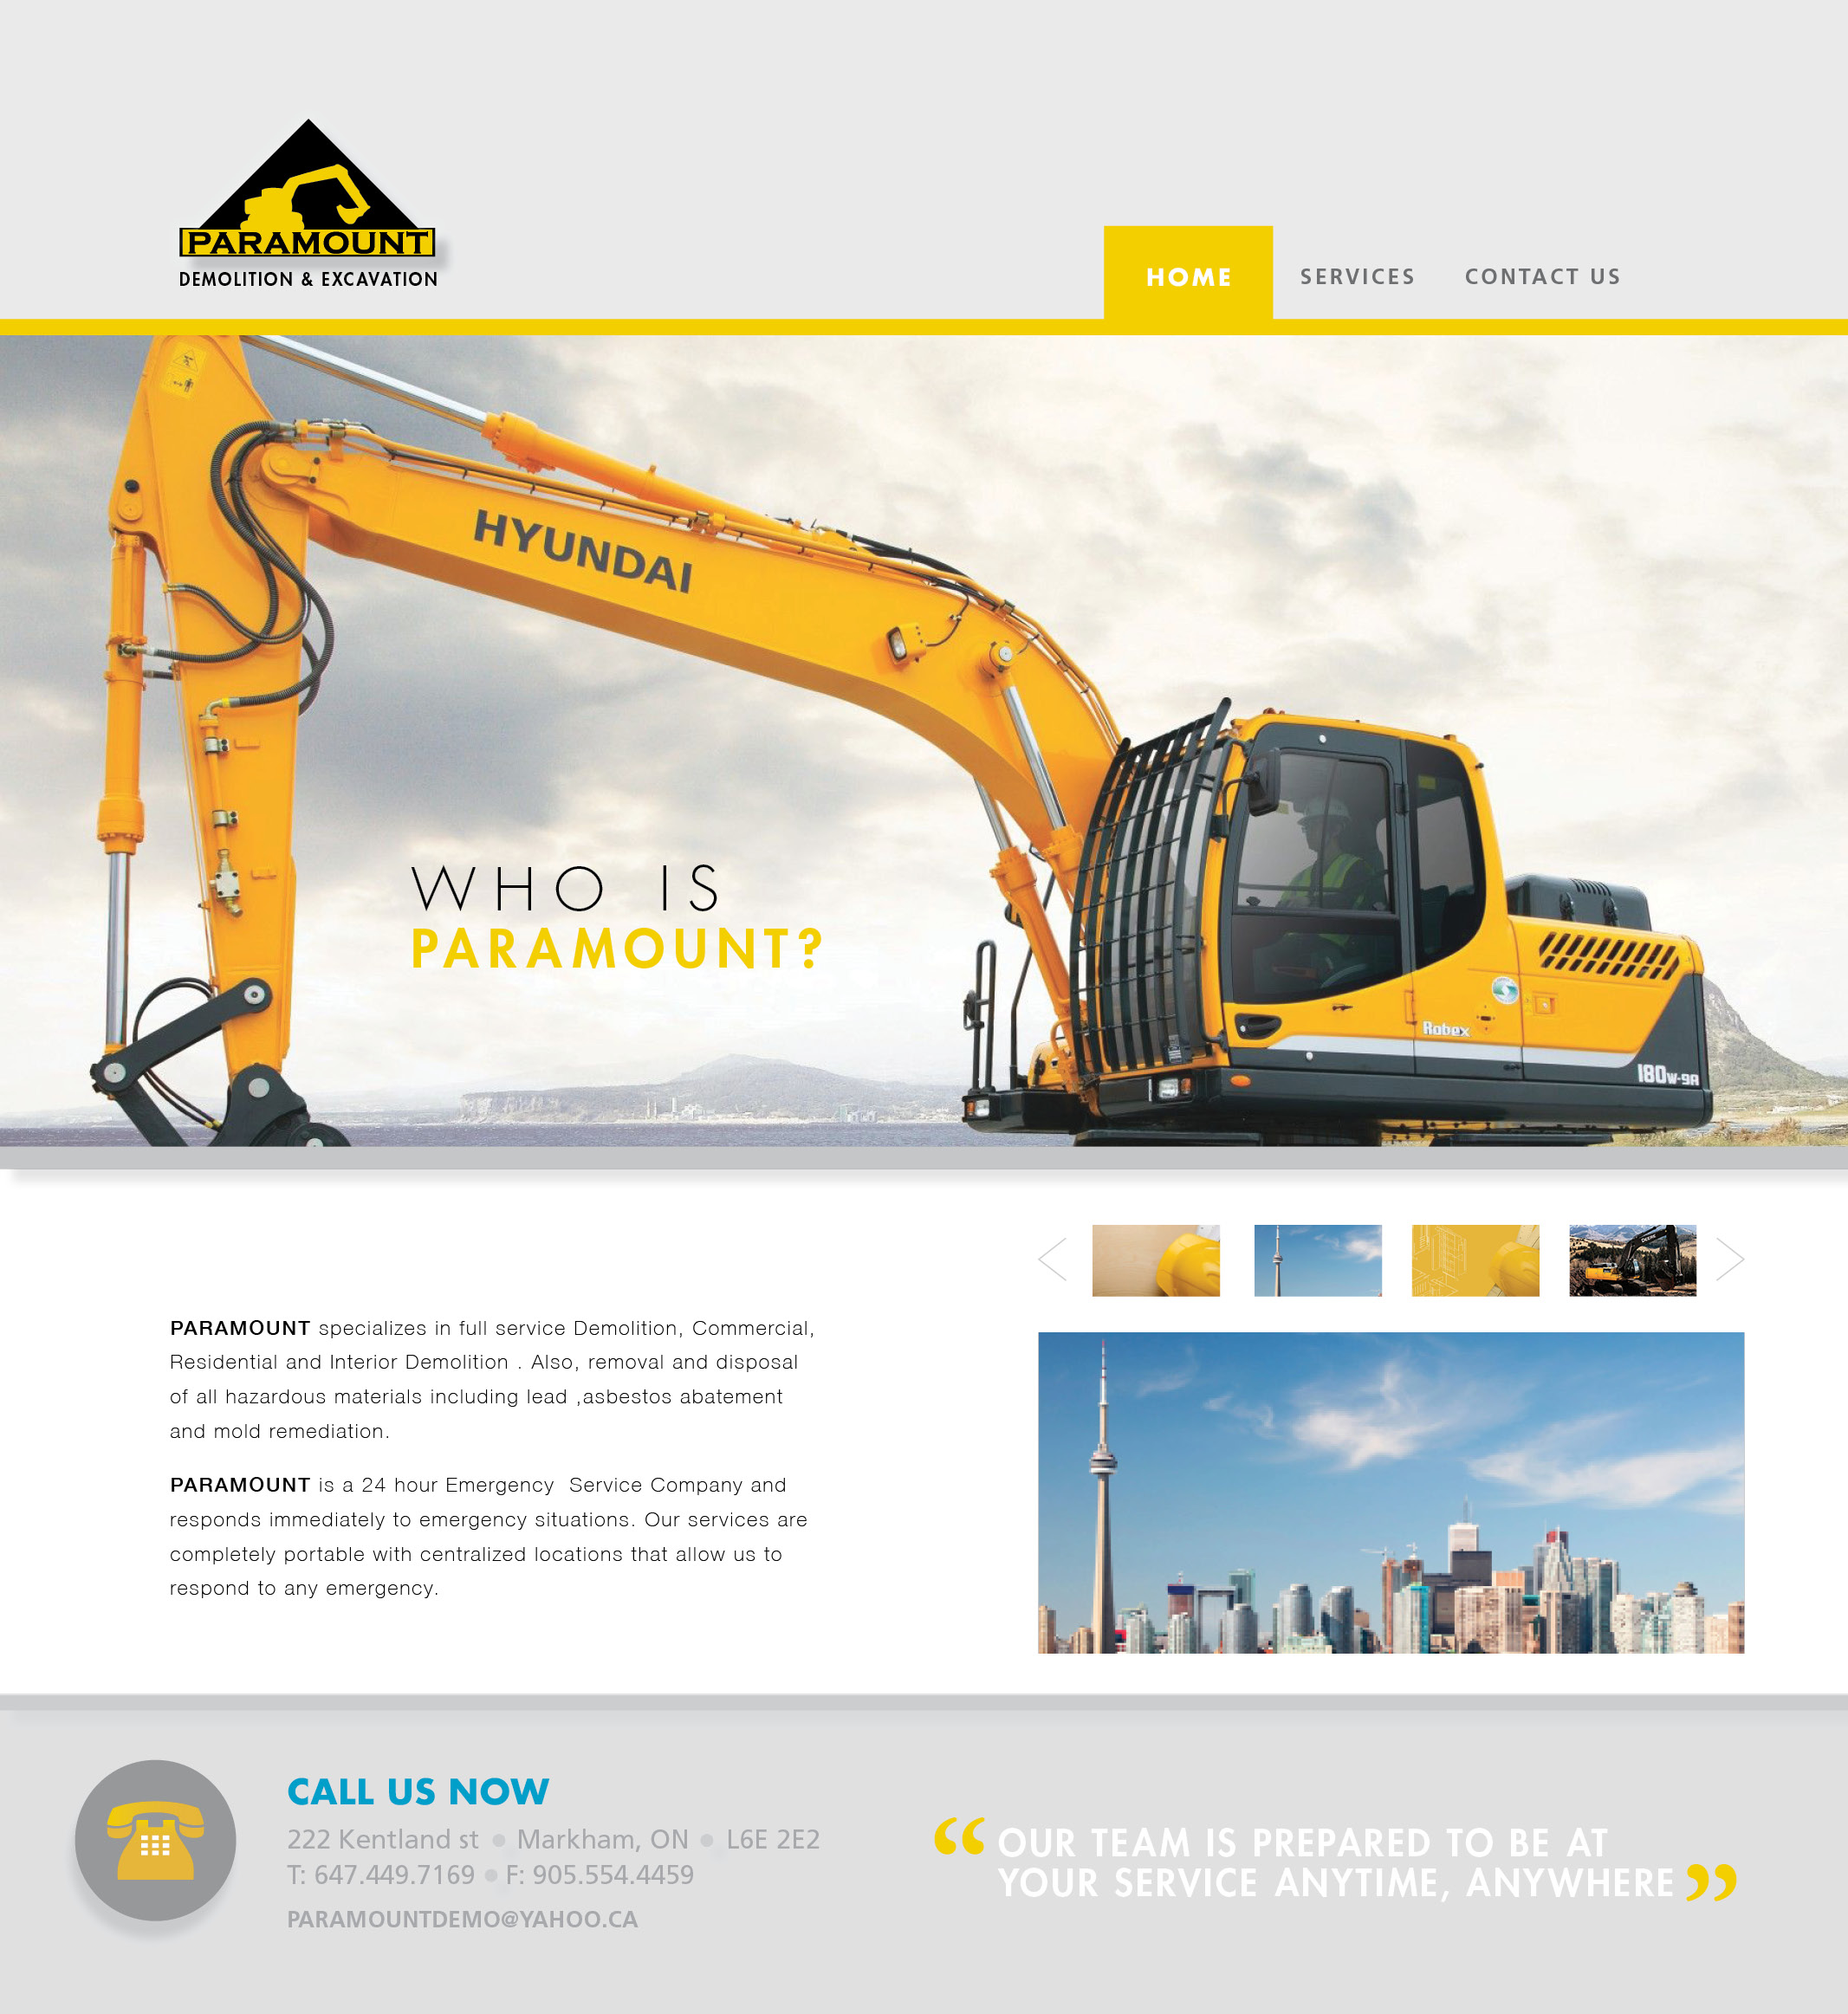 PARAMOUNT
DEMOLITION & EXCAVATION
HOME SERVICES CONTACT US
HYUNDAI
WHO IS
PARAMOUNT?
Robex
180W-9A
PARAMOUNT specializes in full service Demolition, Commercial,
Residential and Interior Demolition . Also, removal and disposal
of all hazardous materials including lead ,asbestos abatement
and mold remediation.
PARAMOUNT is a 24 hour Emergency  Service Company and
responds immediately to emergency situations. Our services are
completely portable with centralized locations that allow us to
respond to any emergency.
CALL US NOW
222 Kentland st • Markham, ON • L6E 2E2
T: 647.449.7169 • F: 905.554.4459
PARAMOUNTDEMO@YAHOO.CA
“OUR TEAM IS PREPARED TO BE AT
YOUR SERVICE ANYTIME, ANYWHERE”